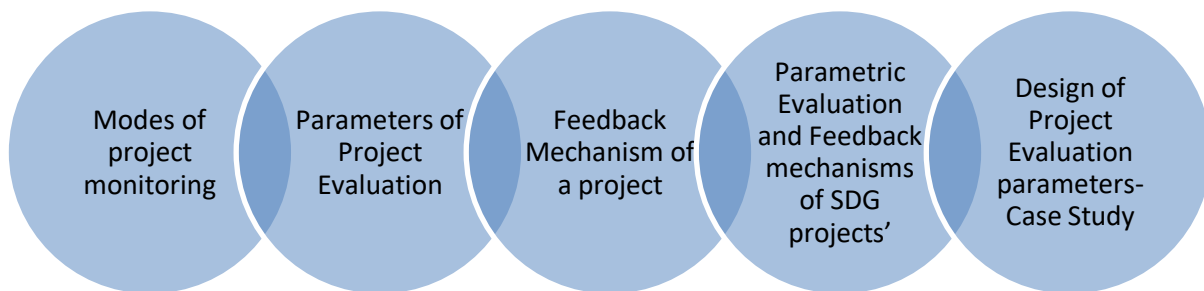 Modes of
project
monitoring
Parameters of
Project
Evaluation
Feedback
Mechanism of
a project
Parametric
Evaluation
and Feedback
mechanisms
of SDG
projects’
Design of
Project
Evaluation
parameters-
Case Study